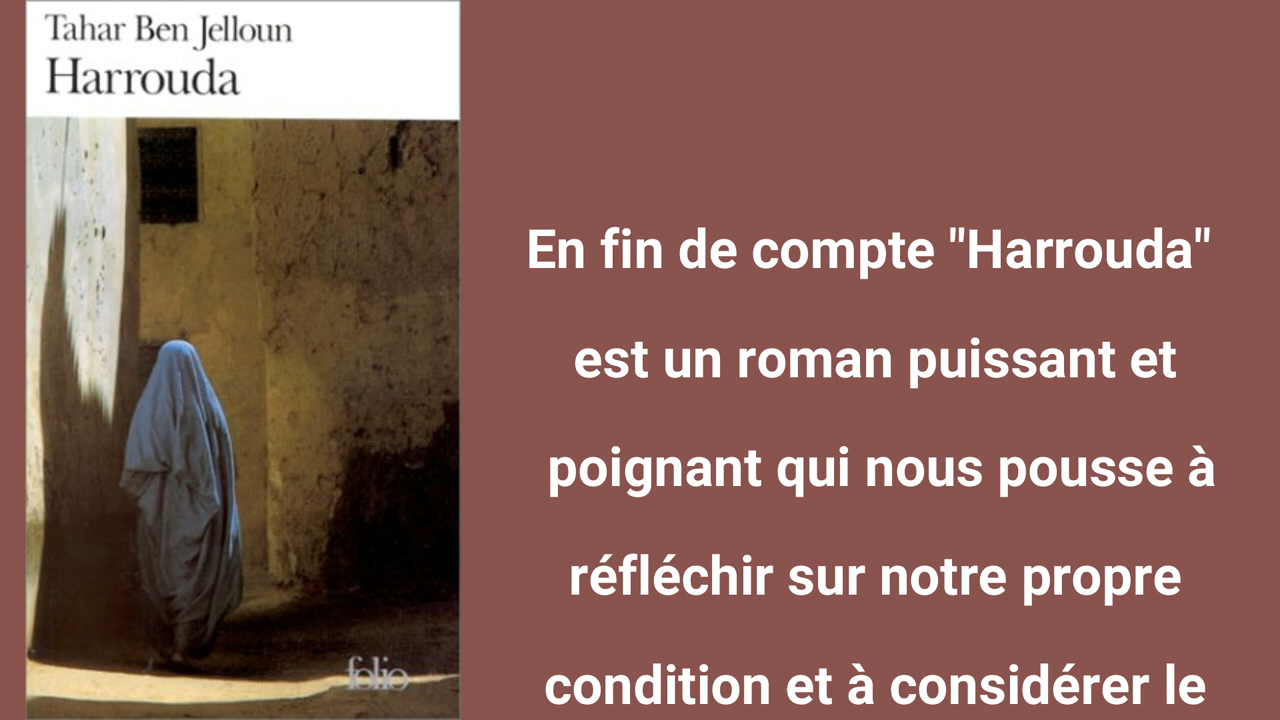 Tahar Ben Jelloun
Harrouda
folio
En fin de compte "Harrouda"
est un roman puissant et
poignant qui nous pousse à
réfléchir sur notre propre
condition et à considérer le